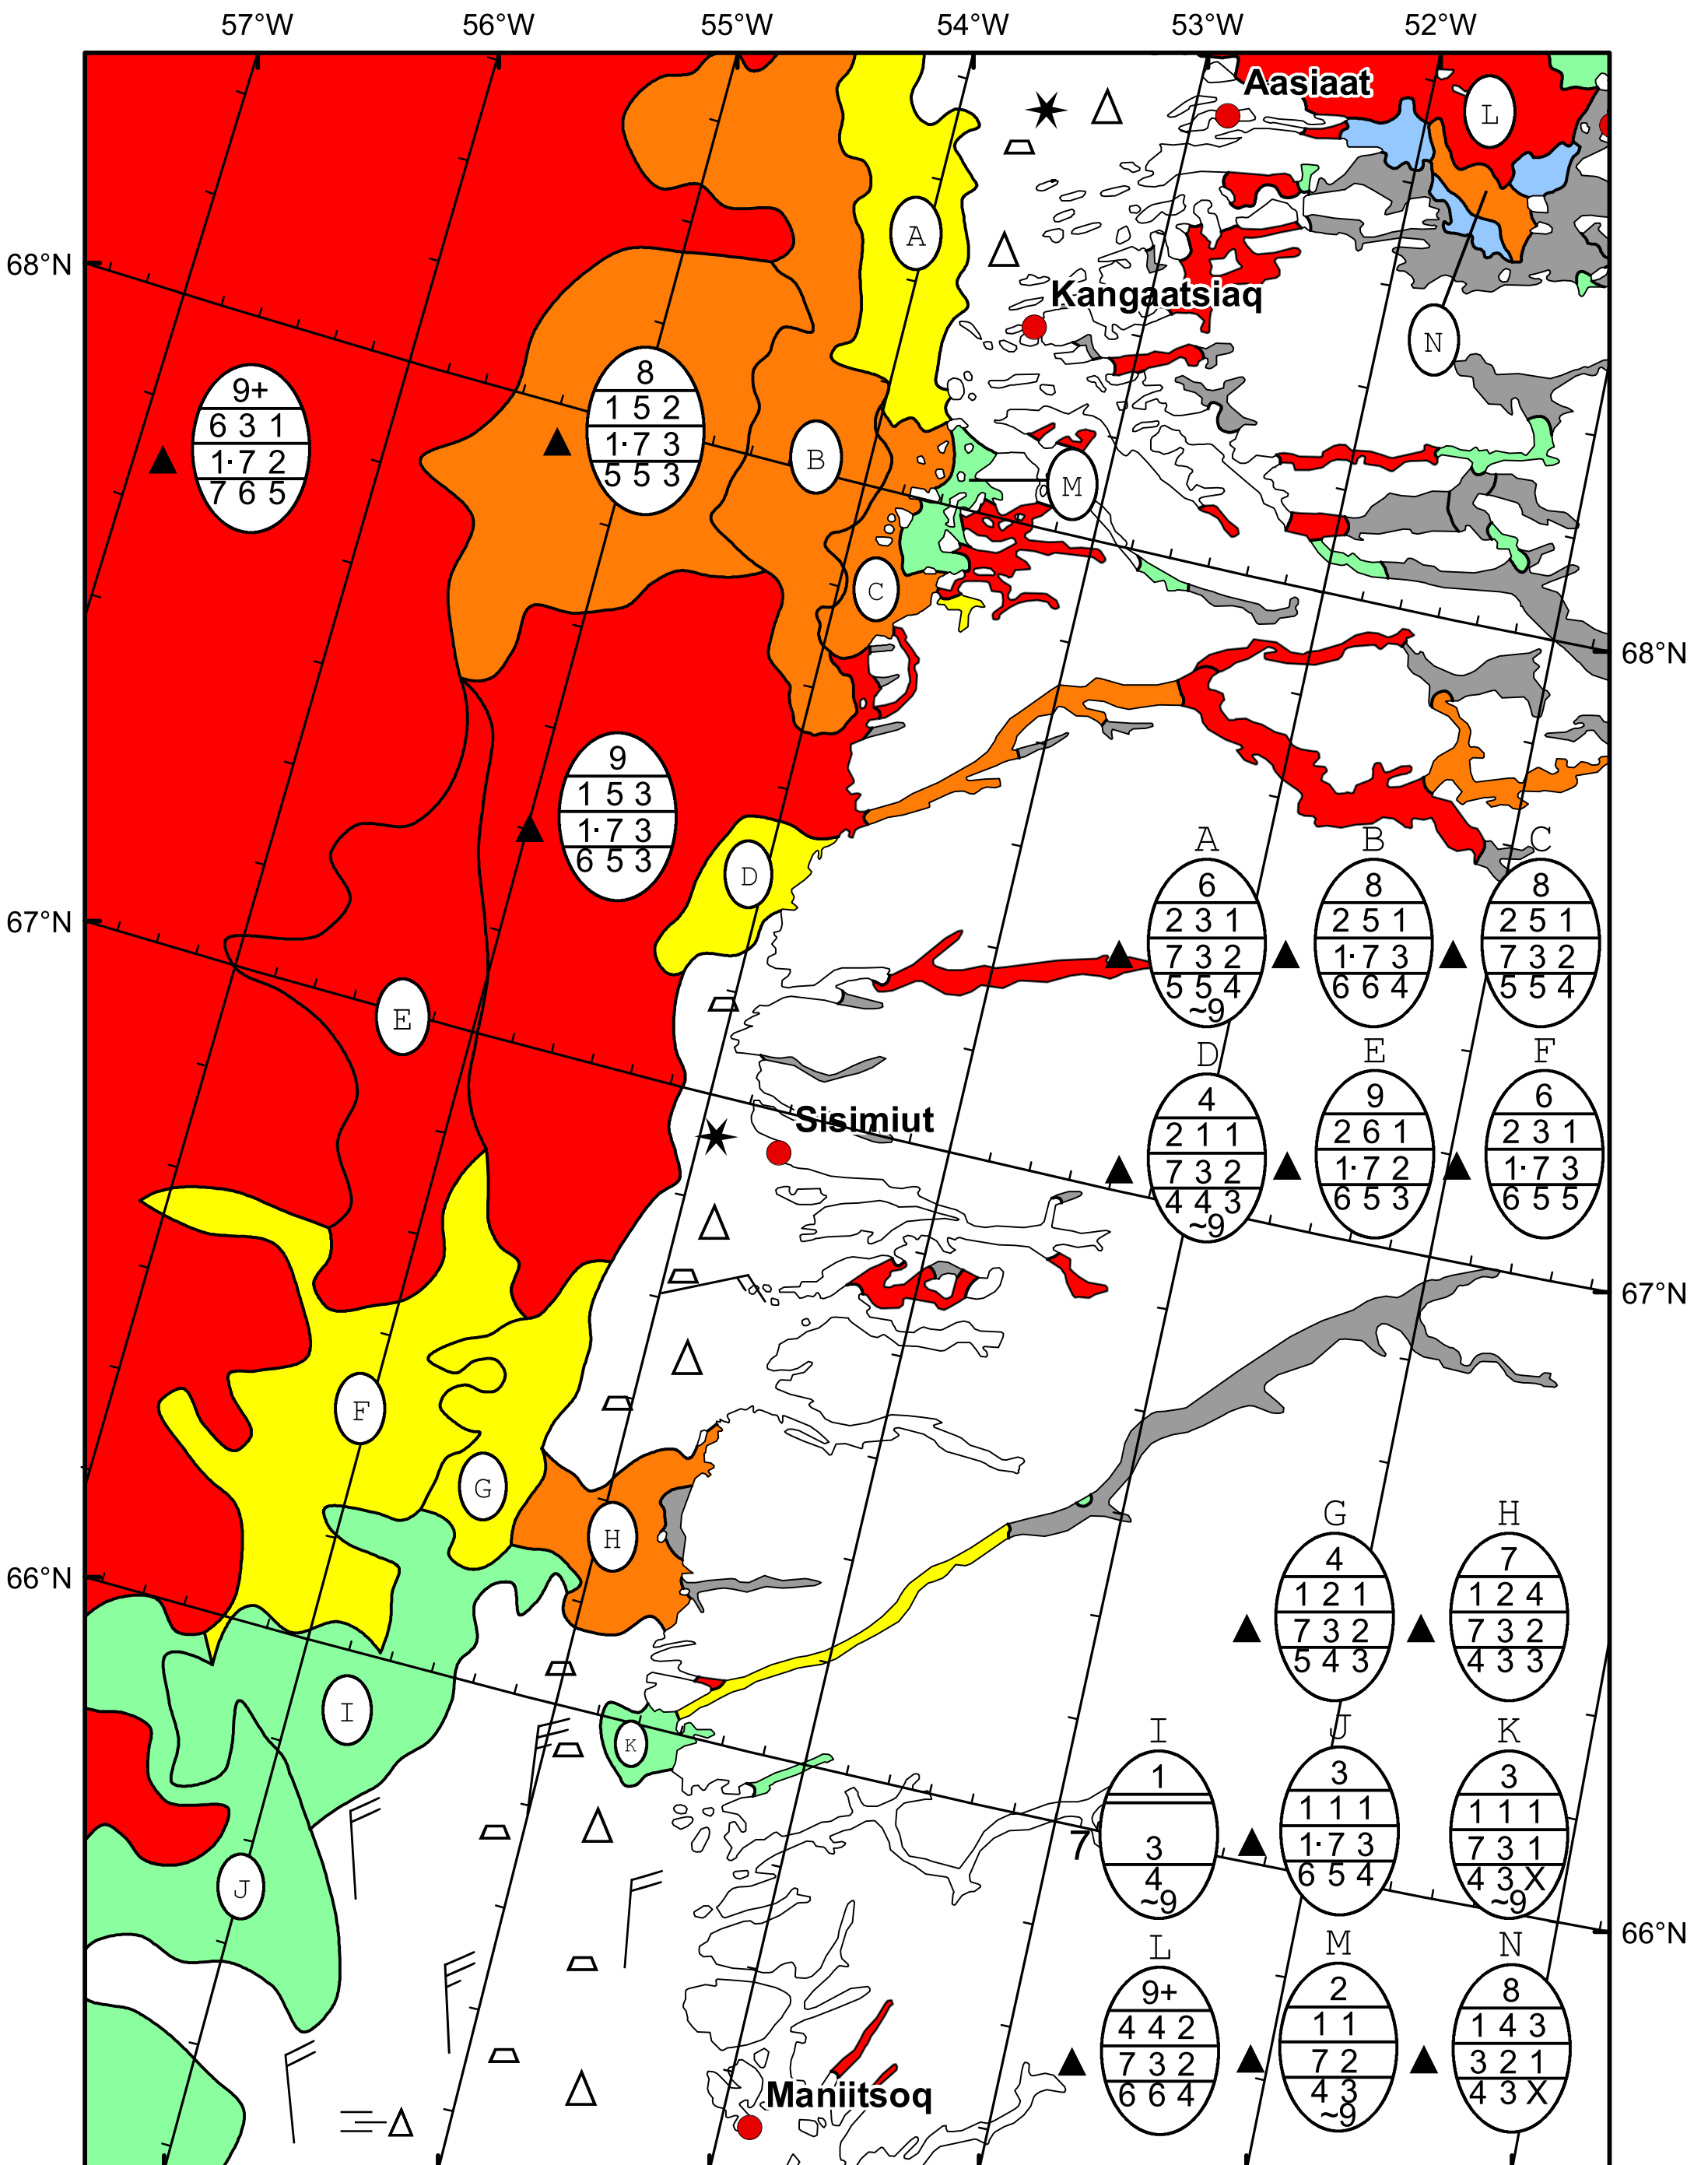 57°W 56°W 55°W 54°W 53°W 52°W
Aasiaat
L
A
68°N
Kangaatsiaq
N
9+
6 3 1
1· 7 2
7 6 5
8
1 5 2
1· 7 3
5 5 3
B
M
C
68°N
9
1 5 3
1· 7 3
6 5 3
D
67°N
A
6
2 3 1
7 3 2
5 5 4
~9
B
8
2 5 1
1· 7 3
6 6 4
C
8
2 5 1
7 3 2
5 5 4
E
Sisimiut
D
4
2 1 1
7 3 2
4 4 3
~9
E
9
2 6 1
1· 7 2
6 5 3
F
6
2 3 1
1· 7 3
6 5 5
67°N
F
G
H
66°N
G
4
1 2 1
7 3 2
5 4 3
H
7
1 2 4
7 3 2
4 3 3
I
K
J
I
1
7
3
4
~9
J
3
1 1 1
1· 7 3
6 5 4
K
3
1 1 1
7 3 1
4 3 X
~9
66°N
L
9+
4 4 2
7 3 2
6 6 4
M
2
1 1
7 2
4 3
~9
N
8
1 4 3
3 2 1
4 3 X
Maniitsoq